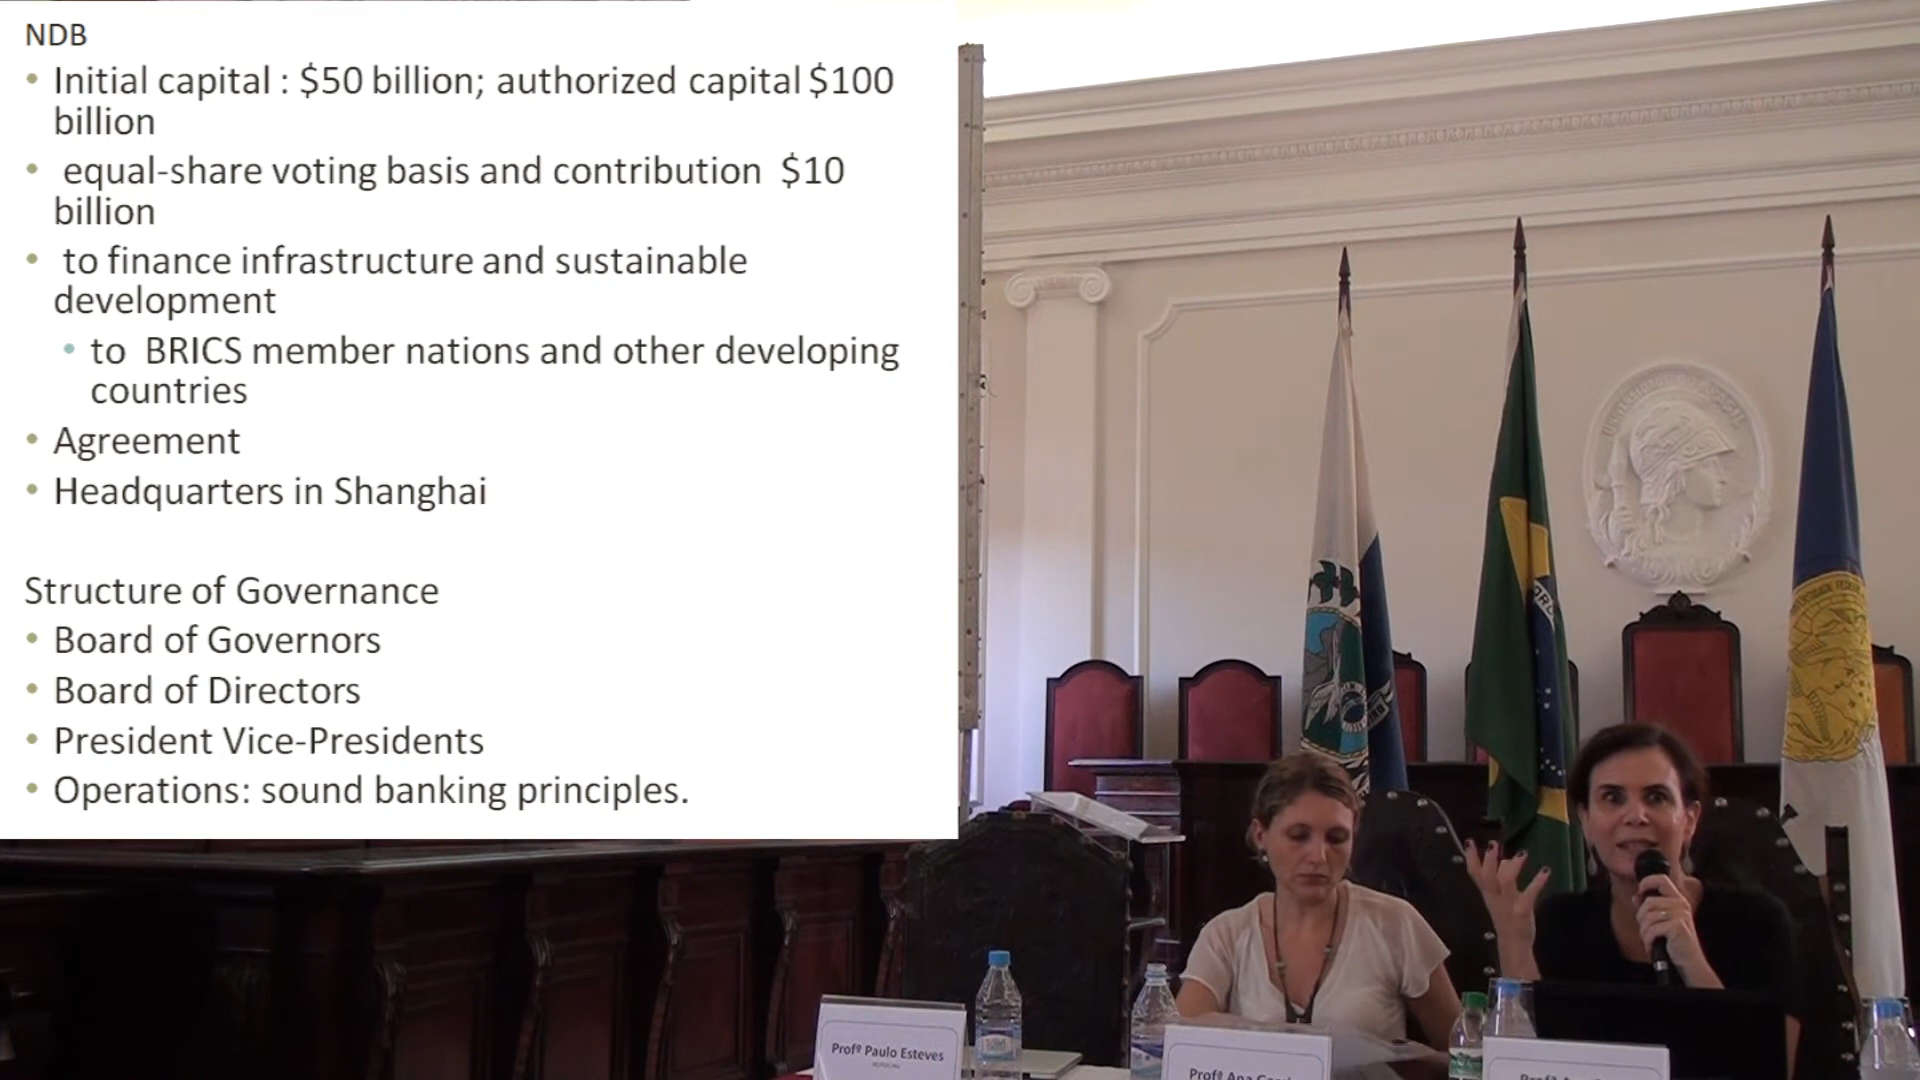 NDB
• Initial capital : $50 billion; authorized capital $100
billion
• equal-share voting basis and contribution $10
billion
• to finance infrastructure and sustainable
development
• to BRICS member nations and other developing
countries
• Agreement
• Headquarters in Shanghai
Structure of Governance
• Board of Governors
• Board of Directors
• President Vice-Presidents
• Operations: sound banking principles.
Profº Paulo Esteves
Profª Ana